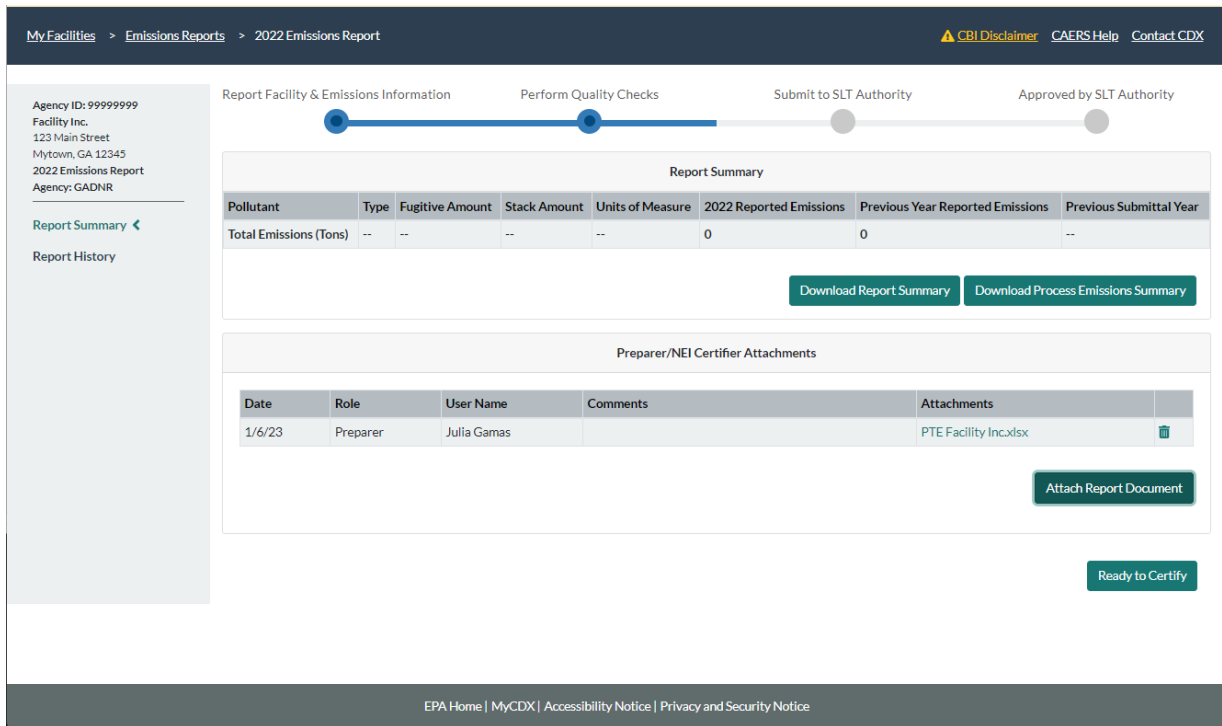 My Facilities > Emissions Reports > 2022 Emissions Report
CBI Disclaimer CAERS Help Contact CDX
Agency ID: 99999999
Facility Inc.
123 Main Street
Mytown, GA 12345
2022 Emissions Report
Agency: GADNR
Report Summary
Report History
Report Facility & Emissions Information Perform Quality Checks Submit to SLT Authority Approved by SLT Authority
Report Summary
Pollutant Type Fugitive Amount Stack Amount Units of Measure 2022 Reported Emissions Previous Year Reported Emissions Previous Submittal Year
Total Emissions (Tons) -- -- -- -- 0 0 --
Download Report Summary Download Process Emissions Summary
Preparer/NEI Certifier Attachments
Date Role User Name Comments Attachments
1/6/23 Preparer Julia Gamas PTE Facility Inc.xlsx
Attach Report Document
Ready to Certify
EPA Home | MyCDX | Accessibility Notice | Privacy and Security Notice